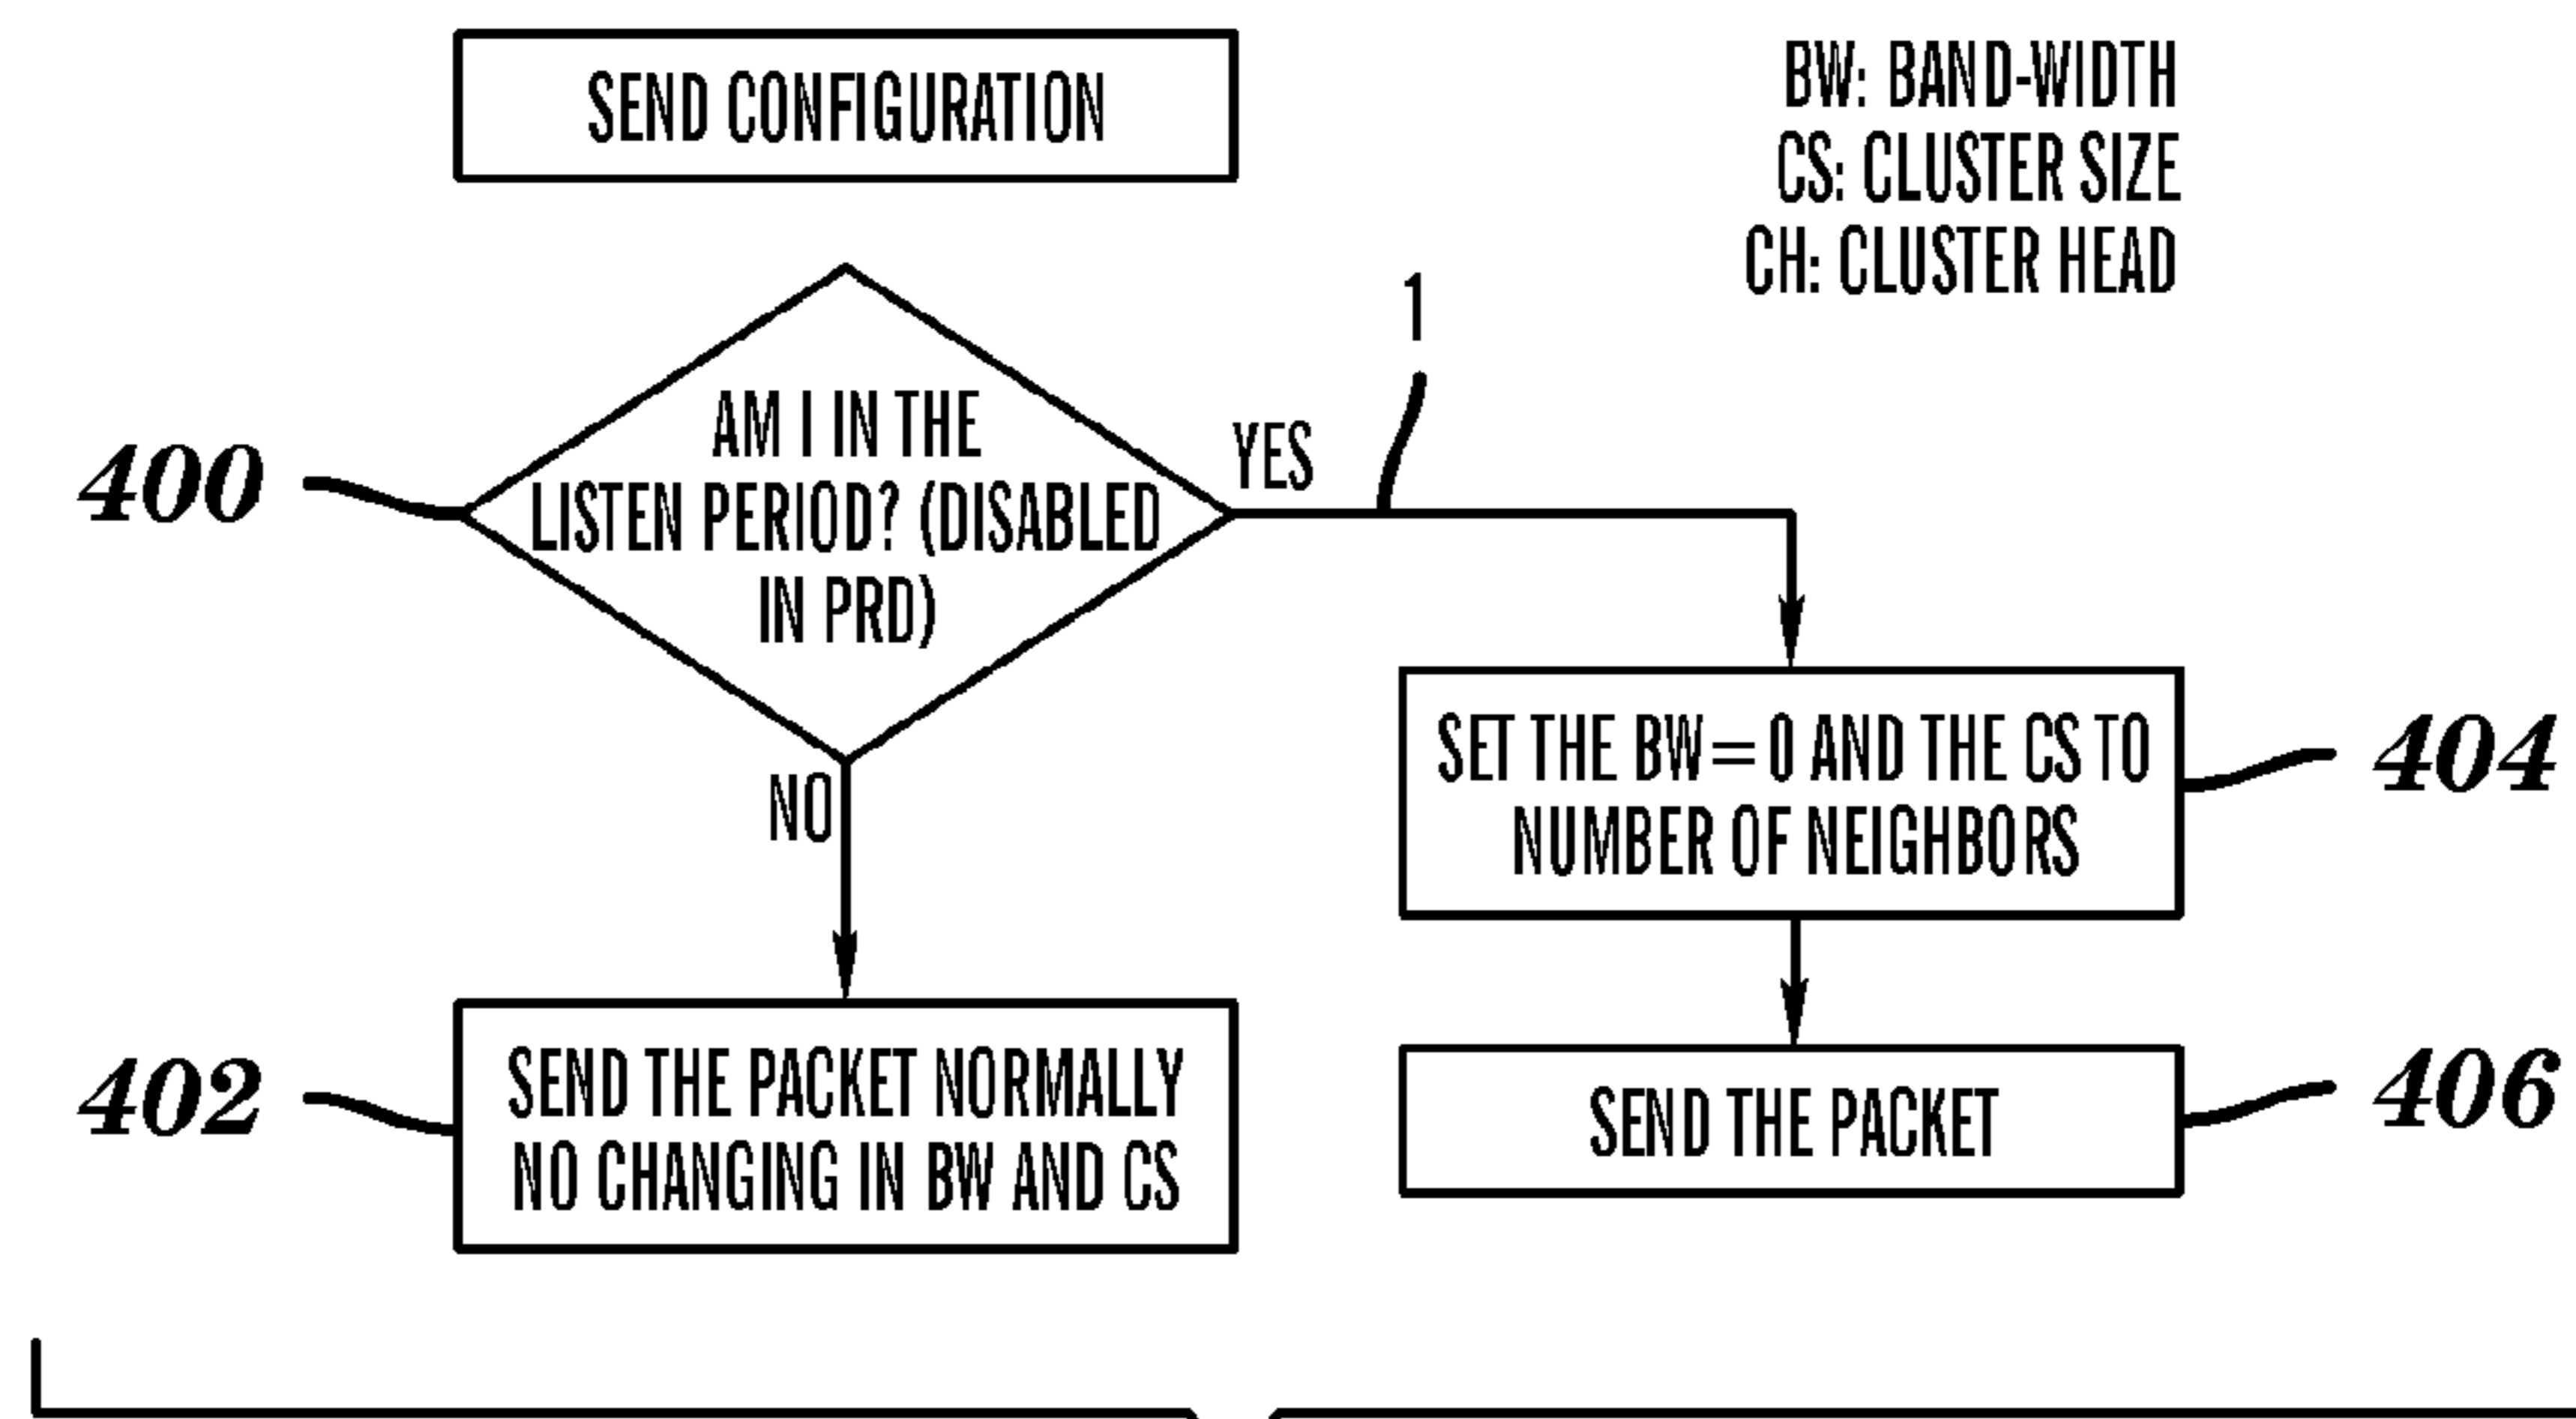 SEND CONFIGURATION
BW: BAND-WIDTH
CS: CLUSTER SIZE
CH: CLUSTER HEAD
1
400
AM I IN THE
LISTEN PERIOD? (DISABLED
IN PRD)
YES
NO
SET THE BW=0 AND THE CS TO
NUMBER OF NEIGHBORS
404
402
SEND THE PACKET NORMALLY
NO CHANGING IN BW AND CS
SEND THE PACKET
406